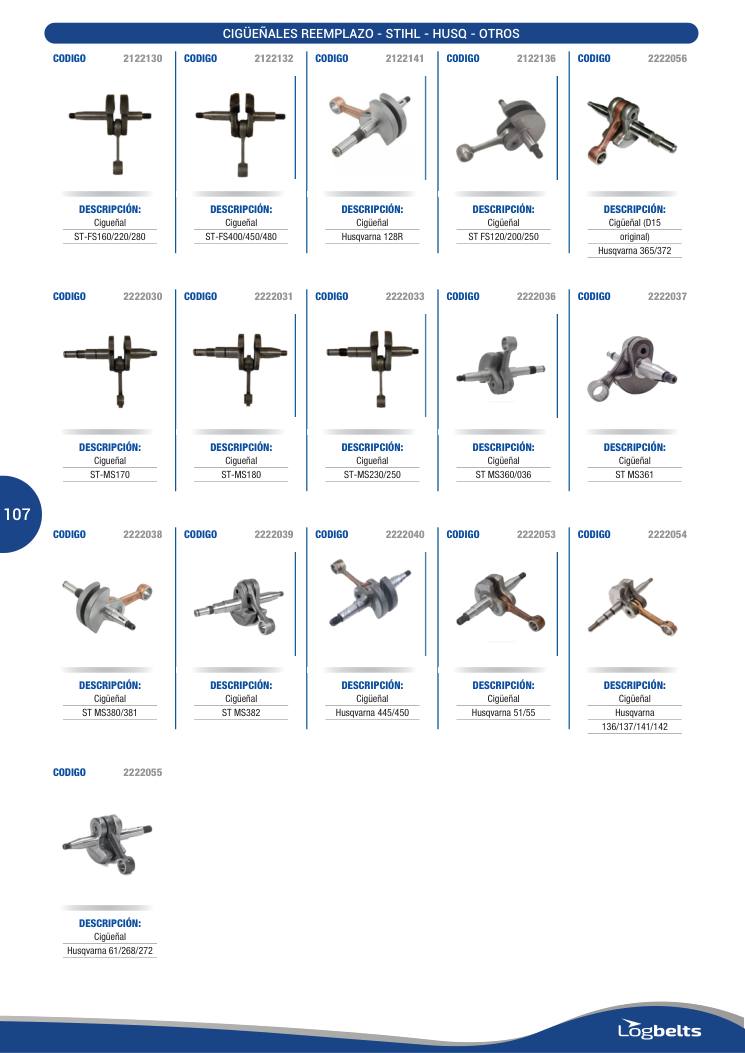 CIGÜEÑALES REEMPLAZO - STIHL - HUSQ - OTROS
CODIGO 2122130
DESCRIPCIÓN:
Cigueñal
ST-FS160/220/280
CODIGO 2122132
DESCRIPCIÓN:
Cigueñal
ST-FS400/450/480
CODIGO 2122141
DESCRIPCIÓN:
Cigüeñal
Husqvarna 128R
CODIGO 2122136
DESCRIPCIÓN:
Cigüeñal
ST FS120/200/250
CODIGO 2222056
DESCRIPCIÓN:
Cigüeñal (D15
original)
Husqvarna 365/372
CODIGO 2222030
DESCRIPCIÓN:
Cigueñal
ST-MS170
CODIGO 2222031
DESCRIPCIÓN:
Cigueñal
ST-MS180
CODIGO 2222033
DESCRIPCIÓN:
Cigueñal
ST-MS230/250
CODIGO 2222036
DESCRIPCIÓN:
Cigüeñal
ST MS360/036
CODIGO 2222037
DESCRIPCIÓN:
Cigüeñal
ST MS361
107
CODIGO 2222038
DESCRIPCIÓN:
Cigüeñal
ST MS380/381
CODIGO 2222039
DESCRIPCIÓN:
Cigüeñal
ST MS382
CODIGO 2222040
DESCRIPCIÓN:
Cigüeñal
Husqvarna 445/450
CODIGO 2222053
DESCRIPCIÓN:
Cigüeñal
Husqvarna 51/55
CODIGO 2222054
DESCRIPCIÓN:
Cigüeñal
Husqvarna
136/137/141/142
CODIGO 2222055
DESCRIPCIÓN:
Cigüeñal
Husqvarna 61/268/272
Logbelts